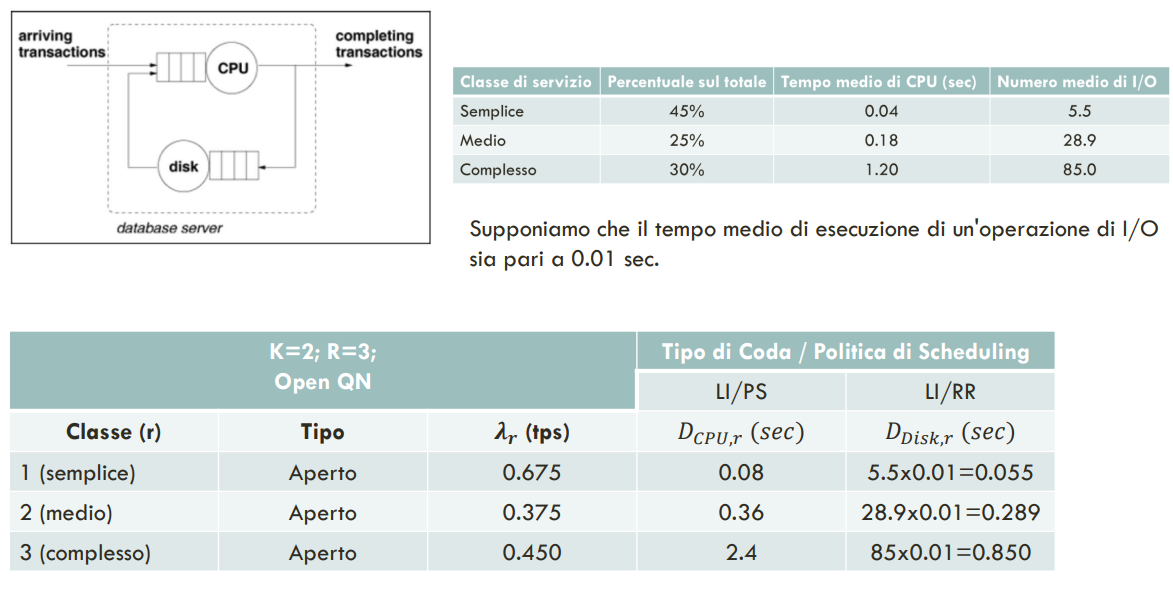 arriving
transactions
completing
transactions
CPU
disk
database server
Classe di servizio Percentuale sul totale Tempo medio di CPU (sec) Numero medio di I/O
Semplice 45% 0.04 5.5
Medio 25% 0.18 28.9
Complesso 30% 1.20 85.0
Supponiamo che il tempo medio di esecuzione di un'operazione di I/O
sia pari a 0.01 sec.
K=2; R=3;
Open QN
Tipo di Coda / Politica di Scheduling
LI/PS LI/RR
Classe (r) Tipo λr (tps) DCPU,r (sec) DDisk,r (sec)
1 (semplice) Aperto 0.675 0.08 5.5x0.01=0.055
2 (medio) Aperto 0.375 0.36 28.9x0.01=0.289
3 (complesso) Aperto 0.450 2.4 85x0.01=0.850